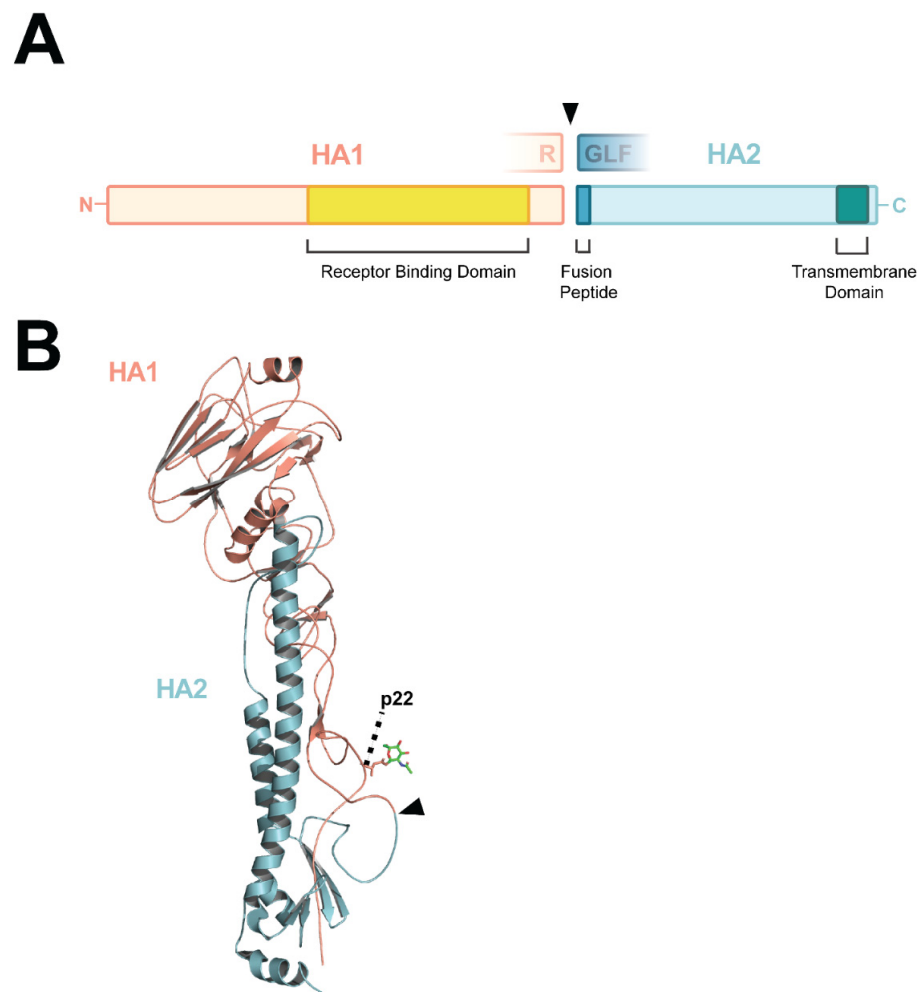 A
HA1
R
GLF
HA2
N
C
Receptor Binding Domain
Fusion
Peptide
Transmembrane
Domain
B
HA1
HA2
p22